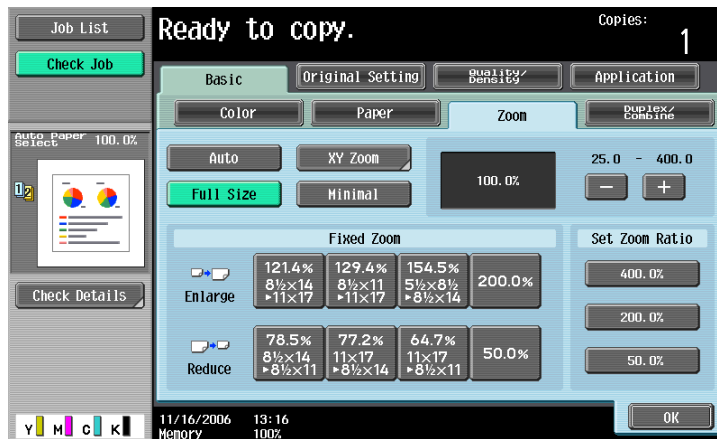 Job List
Check Job
Ready to copy.
Copies:
1
Basic
Original Setting
Quality/
Density
Application
Color
Paper
Zoom
Duplex/
Combine
Auto Paper
Select
100.0%
1 2
Auto
XY Zoom
Full Size
Minimal
100.0%
25.0 - 400.0
− +
Fixed Zoom
Enlarge
121.4%
8½×14
▸11×17
129.4%
8½×11
▸11×17
154.5%
5½×8½
▸8½×14
200.0%
Reduce
78.5%
8½×14
▸8½×11
77.2%
11×17
▸8½×14
64.7%
11×17
▸8½×11
50.0%
Set Zoom Ratio
400.0%
200.0%
50.0%
Check Details
Y M C K
11/16/2006 13:16
Memory 100%
OK